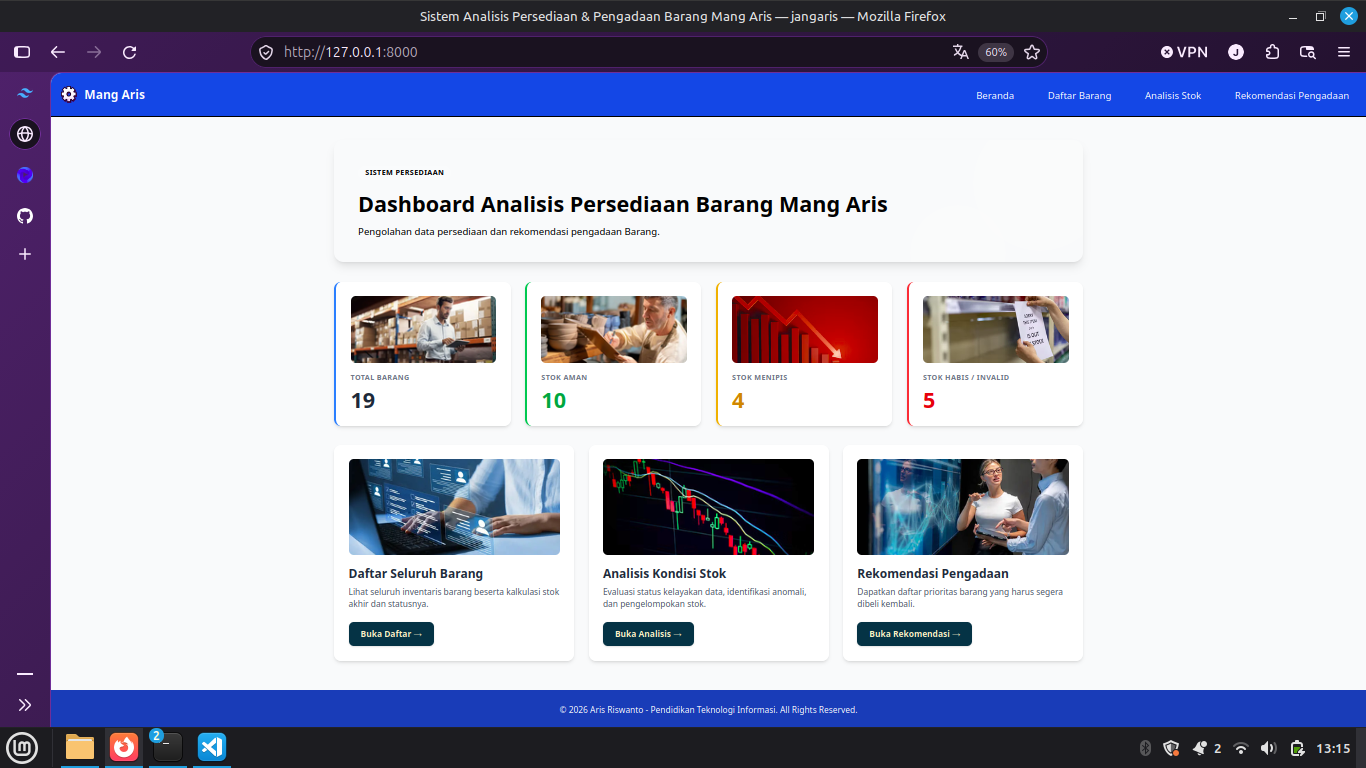 Sistem Analisis Persediaan & Pengadaan Barang Mang Aris — jangaris — Mozilla Firefox
http://127.0.0.1:8000
60%
VPN
J
Mang Aris
Beranda
Daftar Barang
Analisis Stok
Rekomendasi Pengadaan
SISTEM PERSEDIAAN
Dashboard Analisis Persediaan Barang Mang Aris
Pengolahan data persediaan dan rekomendasi pengadaan Barang.
TOTAL BARANG
19
STOK AMAN
10
STOK MENIPIS
4
STOK HABIS / INVALID
5
Daftar Seluruh Barang
Lihat seluruh inventaris barang beserta kalkulasi stok
akhir dan statusnya.
Buka Daftar →
Analisis Kondisi Stok
Evaluasi status kelayakan data, identifikasi anomali,
dan pengelompokan stok.
Buka Analisis →
Rekomendasi Pengadaan
Dapatkan daftar prioritas barang yang harus segera
dibeli kembali.
Buka Rekomendasi →
© 2026 Aris Riswanto - Pendidikan Teknologi Informasi. All Rights Reserved.
2
2
13:15